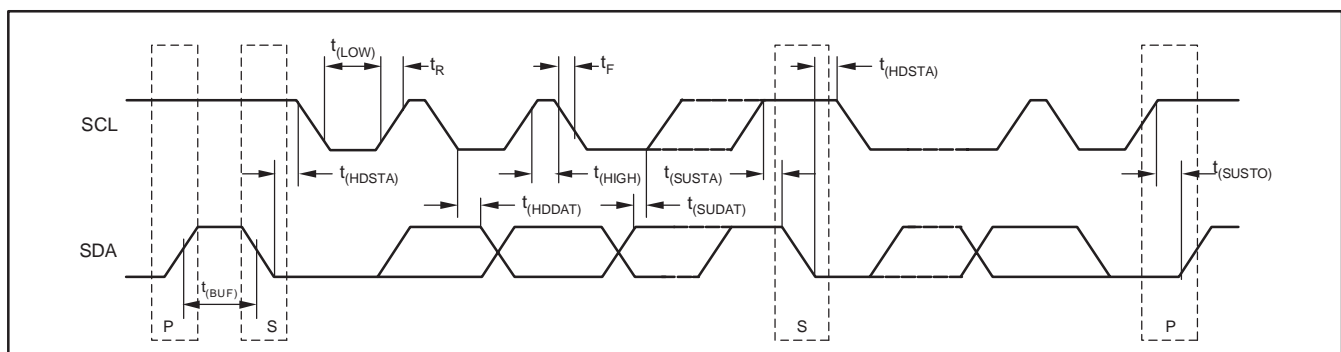 t(LOW)
tR
tF
t(HDSTA)
SCL
t(HDSTA)
t(HIGH)
t(SUSTA)
t(SUSTO)
t(HDDAT)
t(SUDAT)
SDA
t(BUF)
P
S
S
P